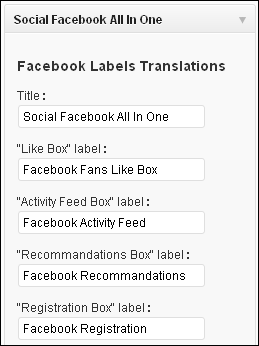 Social Facebook All In One
Facebook Labels Translations
Title :
Social Facebook All In One
"Like Box" label :
Facebook Fans Like Box
"Activity Feed Box" label :
Facebook Activity Feed
"Recommandations Box" label :
Facebook Recommandations
"Registration Box" label :
Facebook Registration